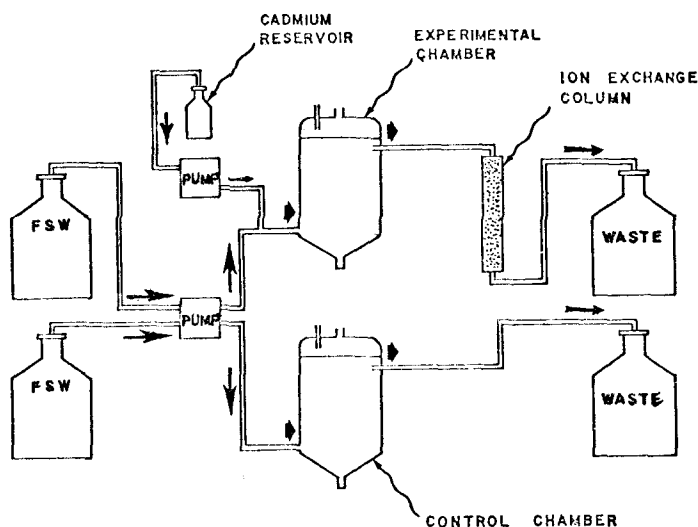 CADMIUM
RESERVOIR
EXPERIMENTAL
CHAMBER
ION EXCHANGE
COLUMN
PUMP
FSW
WASTE
PUMP
FSW
WASTE
CONTROL CHAMBER